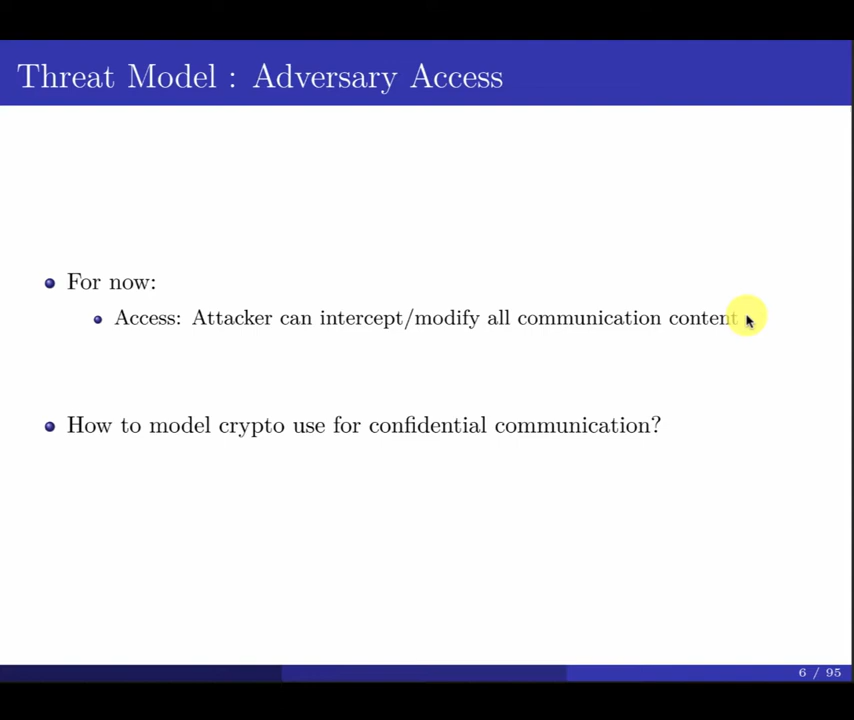 Threat Model : Adversary Access
For now:
Access: Attacker can intercept/modify all communication content
How to model crypto use for confidential communication?
6 / 95